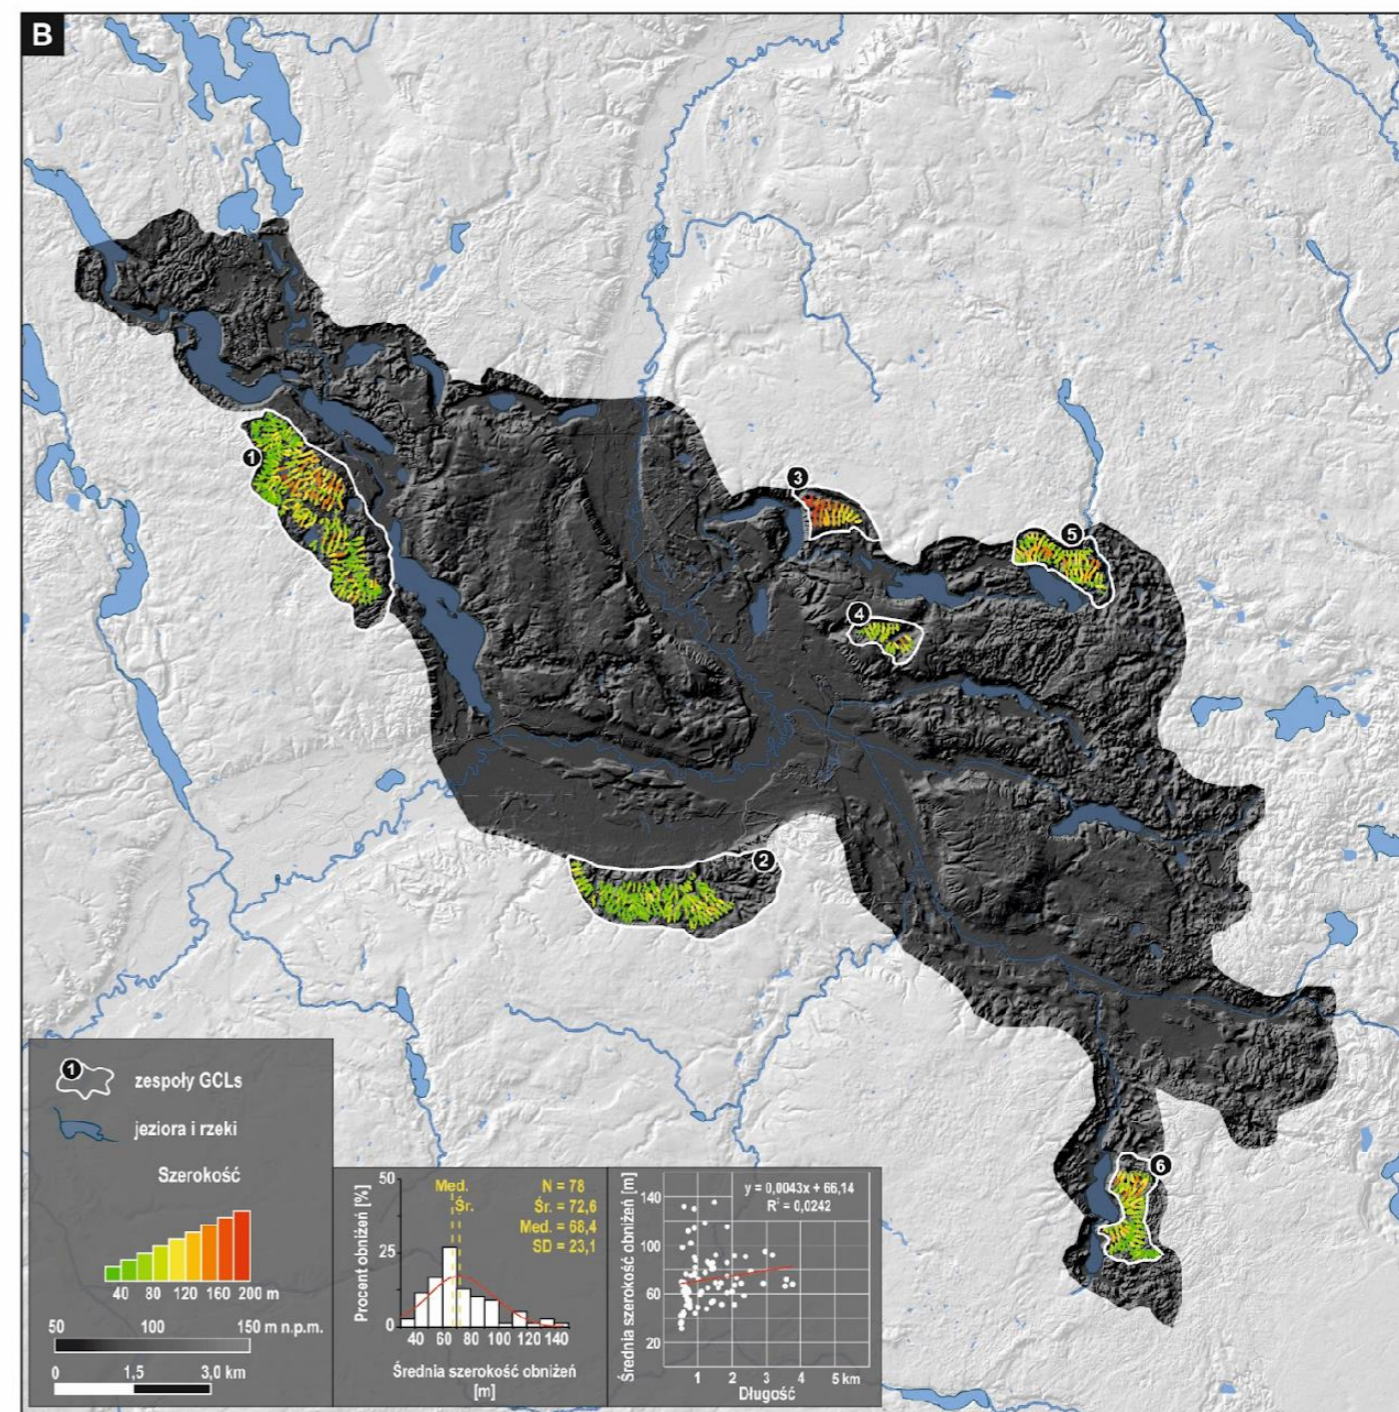 B
1
2
3
4
5
6
1 zespoły GCLs
jeziora i rzeki
Szerokość
40 80 120 160 200 m
50 100 150 m n.p.m.
0 1,5 3,0 km
Procent obniżeń [%]
50
25
0
Med.
Śr.
N = 78
Śr. = 72,6
Med. = 68,4
SD = 23,1
40 60 80 100 120 140
Średnia szerokość obniżeń
[m]
Średnia szerokość obniżeń [m]
140
100
60
20
y = 0,0043x + 66,14
R² = 0,0242
1 2 3 4 5 km
Długość